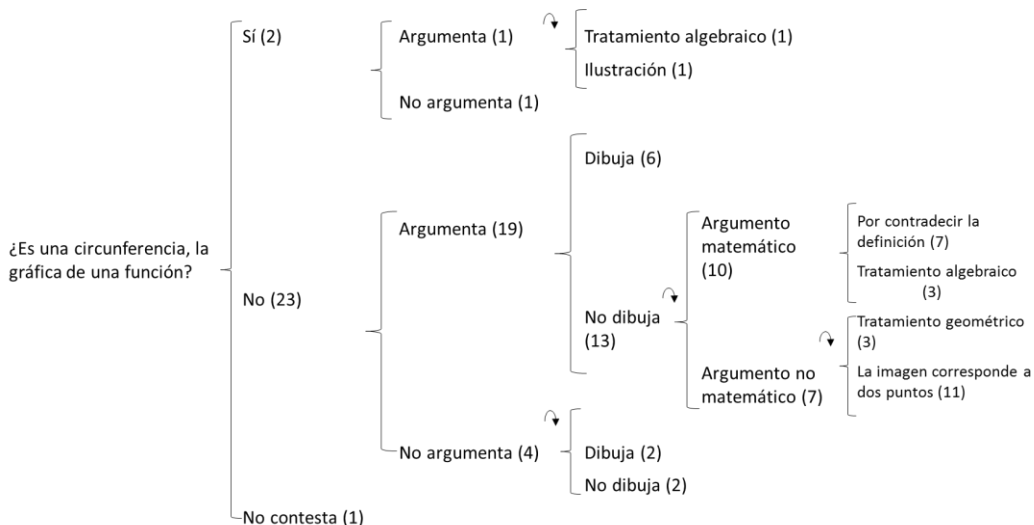 ¿Es una circunferencia, la
gráfica de una función?
Sí (2)
Argumenta (1)
Tratamiento algebraico (1)
Ilustración (1)
No argumenta (1)
No (23)
Argumenta (19)
Dibuja (6)
No dibuja
(13)
Argumento
matemático
(10)
Por contradecir la
definición (7)
Tratamiento algebraico
(3)
Argumento no
matemático (7)
Tratamiento geométrico
(3)
La imagen corresponde a
dos puntos (11)
No argumenta (4)
Dibuja (2)
No dibuja (2)
No contesta (1)